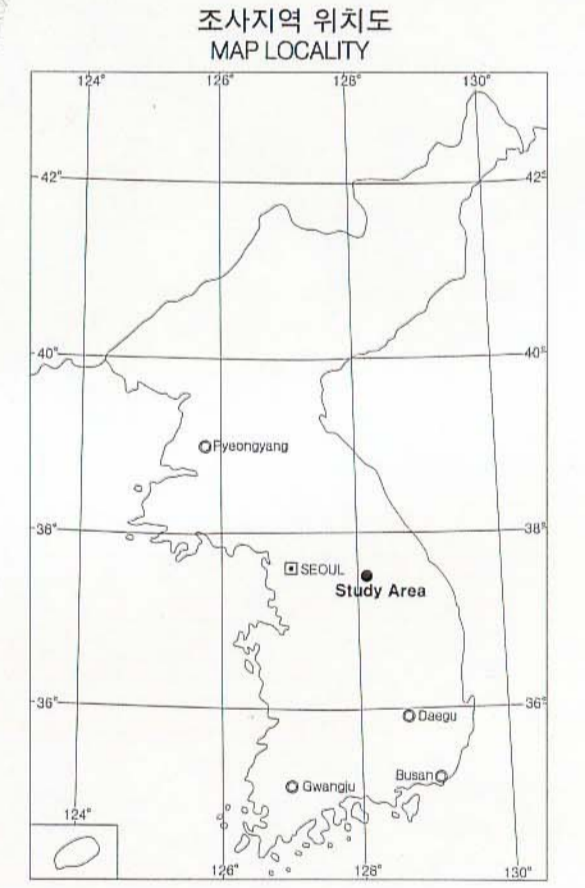 조사지역 위치도
MAP LOCALITY
124° 126° 128° 130°
42° 42°
40° 40°
Pyeongyang
36° 38°
SEOUL
Study Area
36° 36°
Daegu
Busan
Gwangju
124°
126° 128° 130°